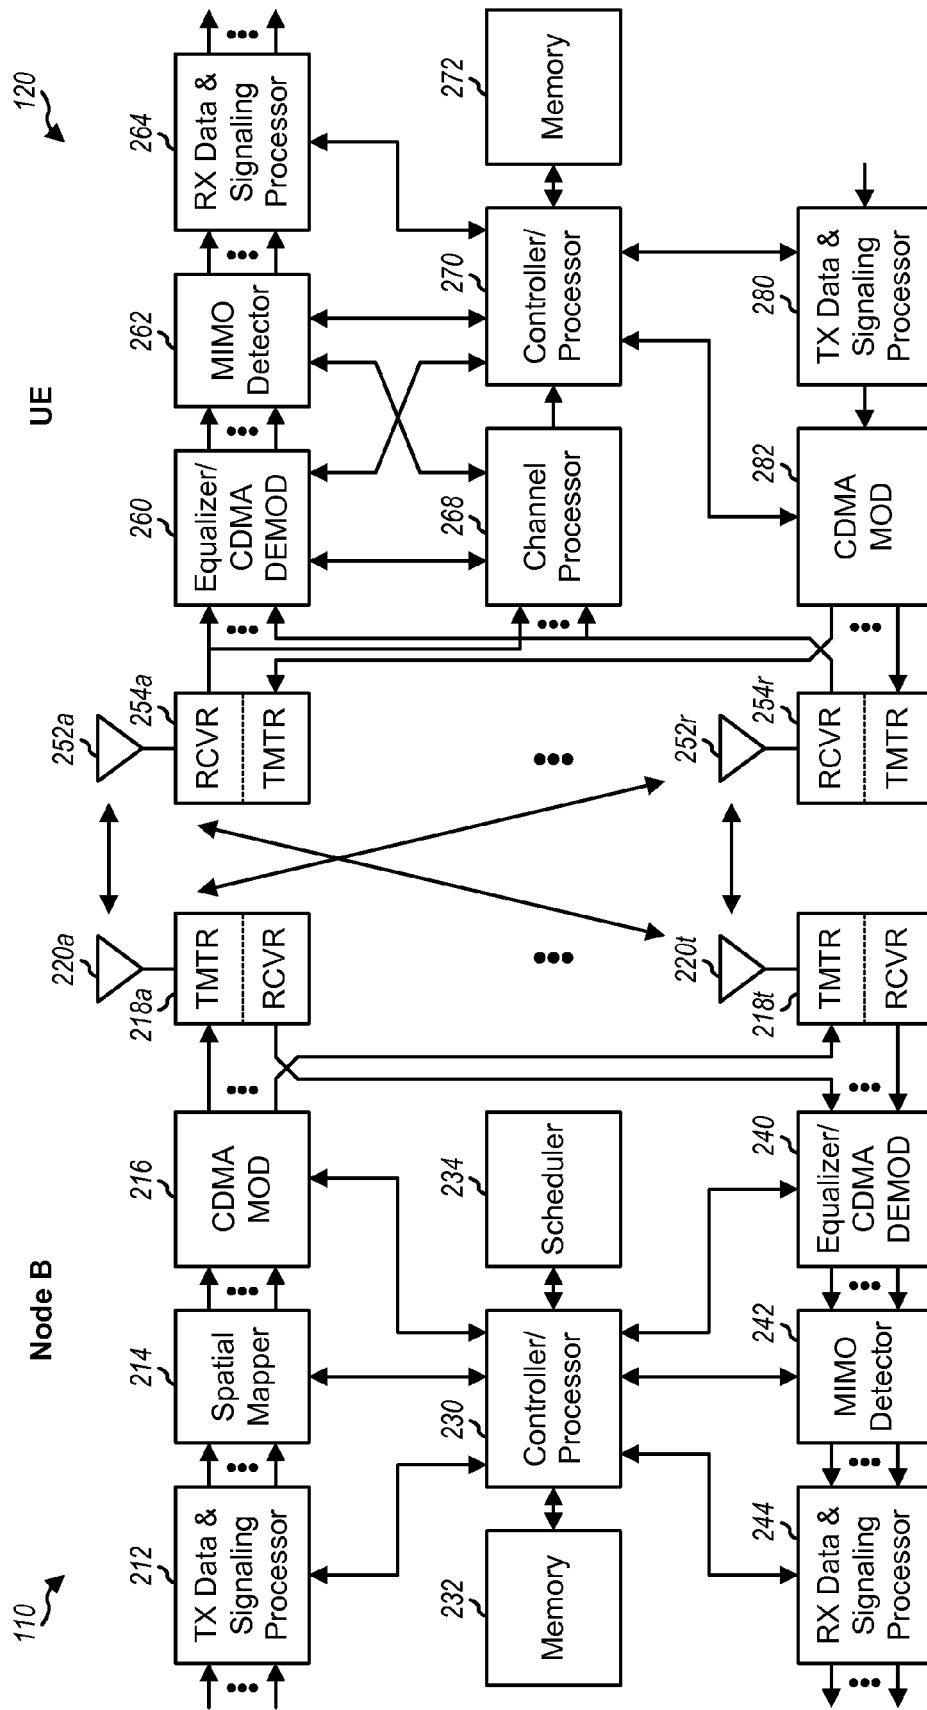 110
Node B
UE
120
212
TX Data &
Signaling
Processor
214
Spatial
Mapper
216
CDMA
MOD
218a
TMTR
RCVR
220a
252a
254a
RCVR
TMTR
260
Equalizer/
CDMA
DEMOD
262
MIMO
Detector
264
RX Data &
Signaling
Processor
232
Memory
230
Controller/
Processor
234
Scheduler
268
Channel
Processor
270
Controller/
Processor
272
Memory
244
RX Data &
Signaling
Processor
242
MIMO
Detector
240
Equalizer/
CDMA
DEMOD
218t
TMTR
RCVR
220t
252r
254r
RCVR
TMTR
282
CDMA
MOD
280
TX Data &
Signaling
Processor